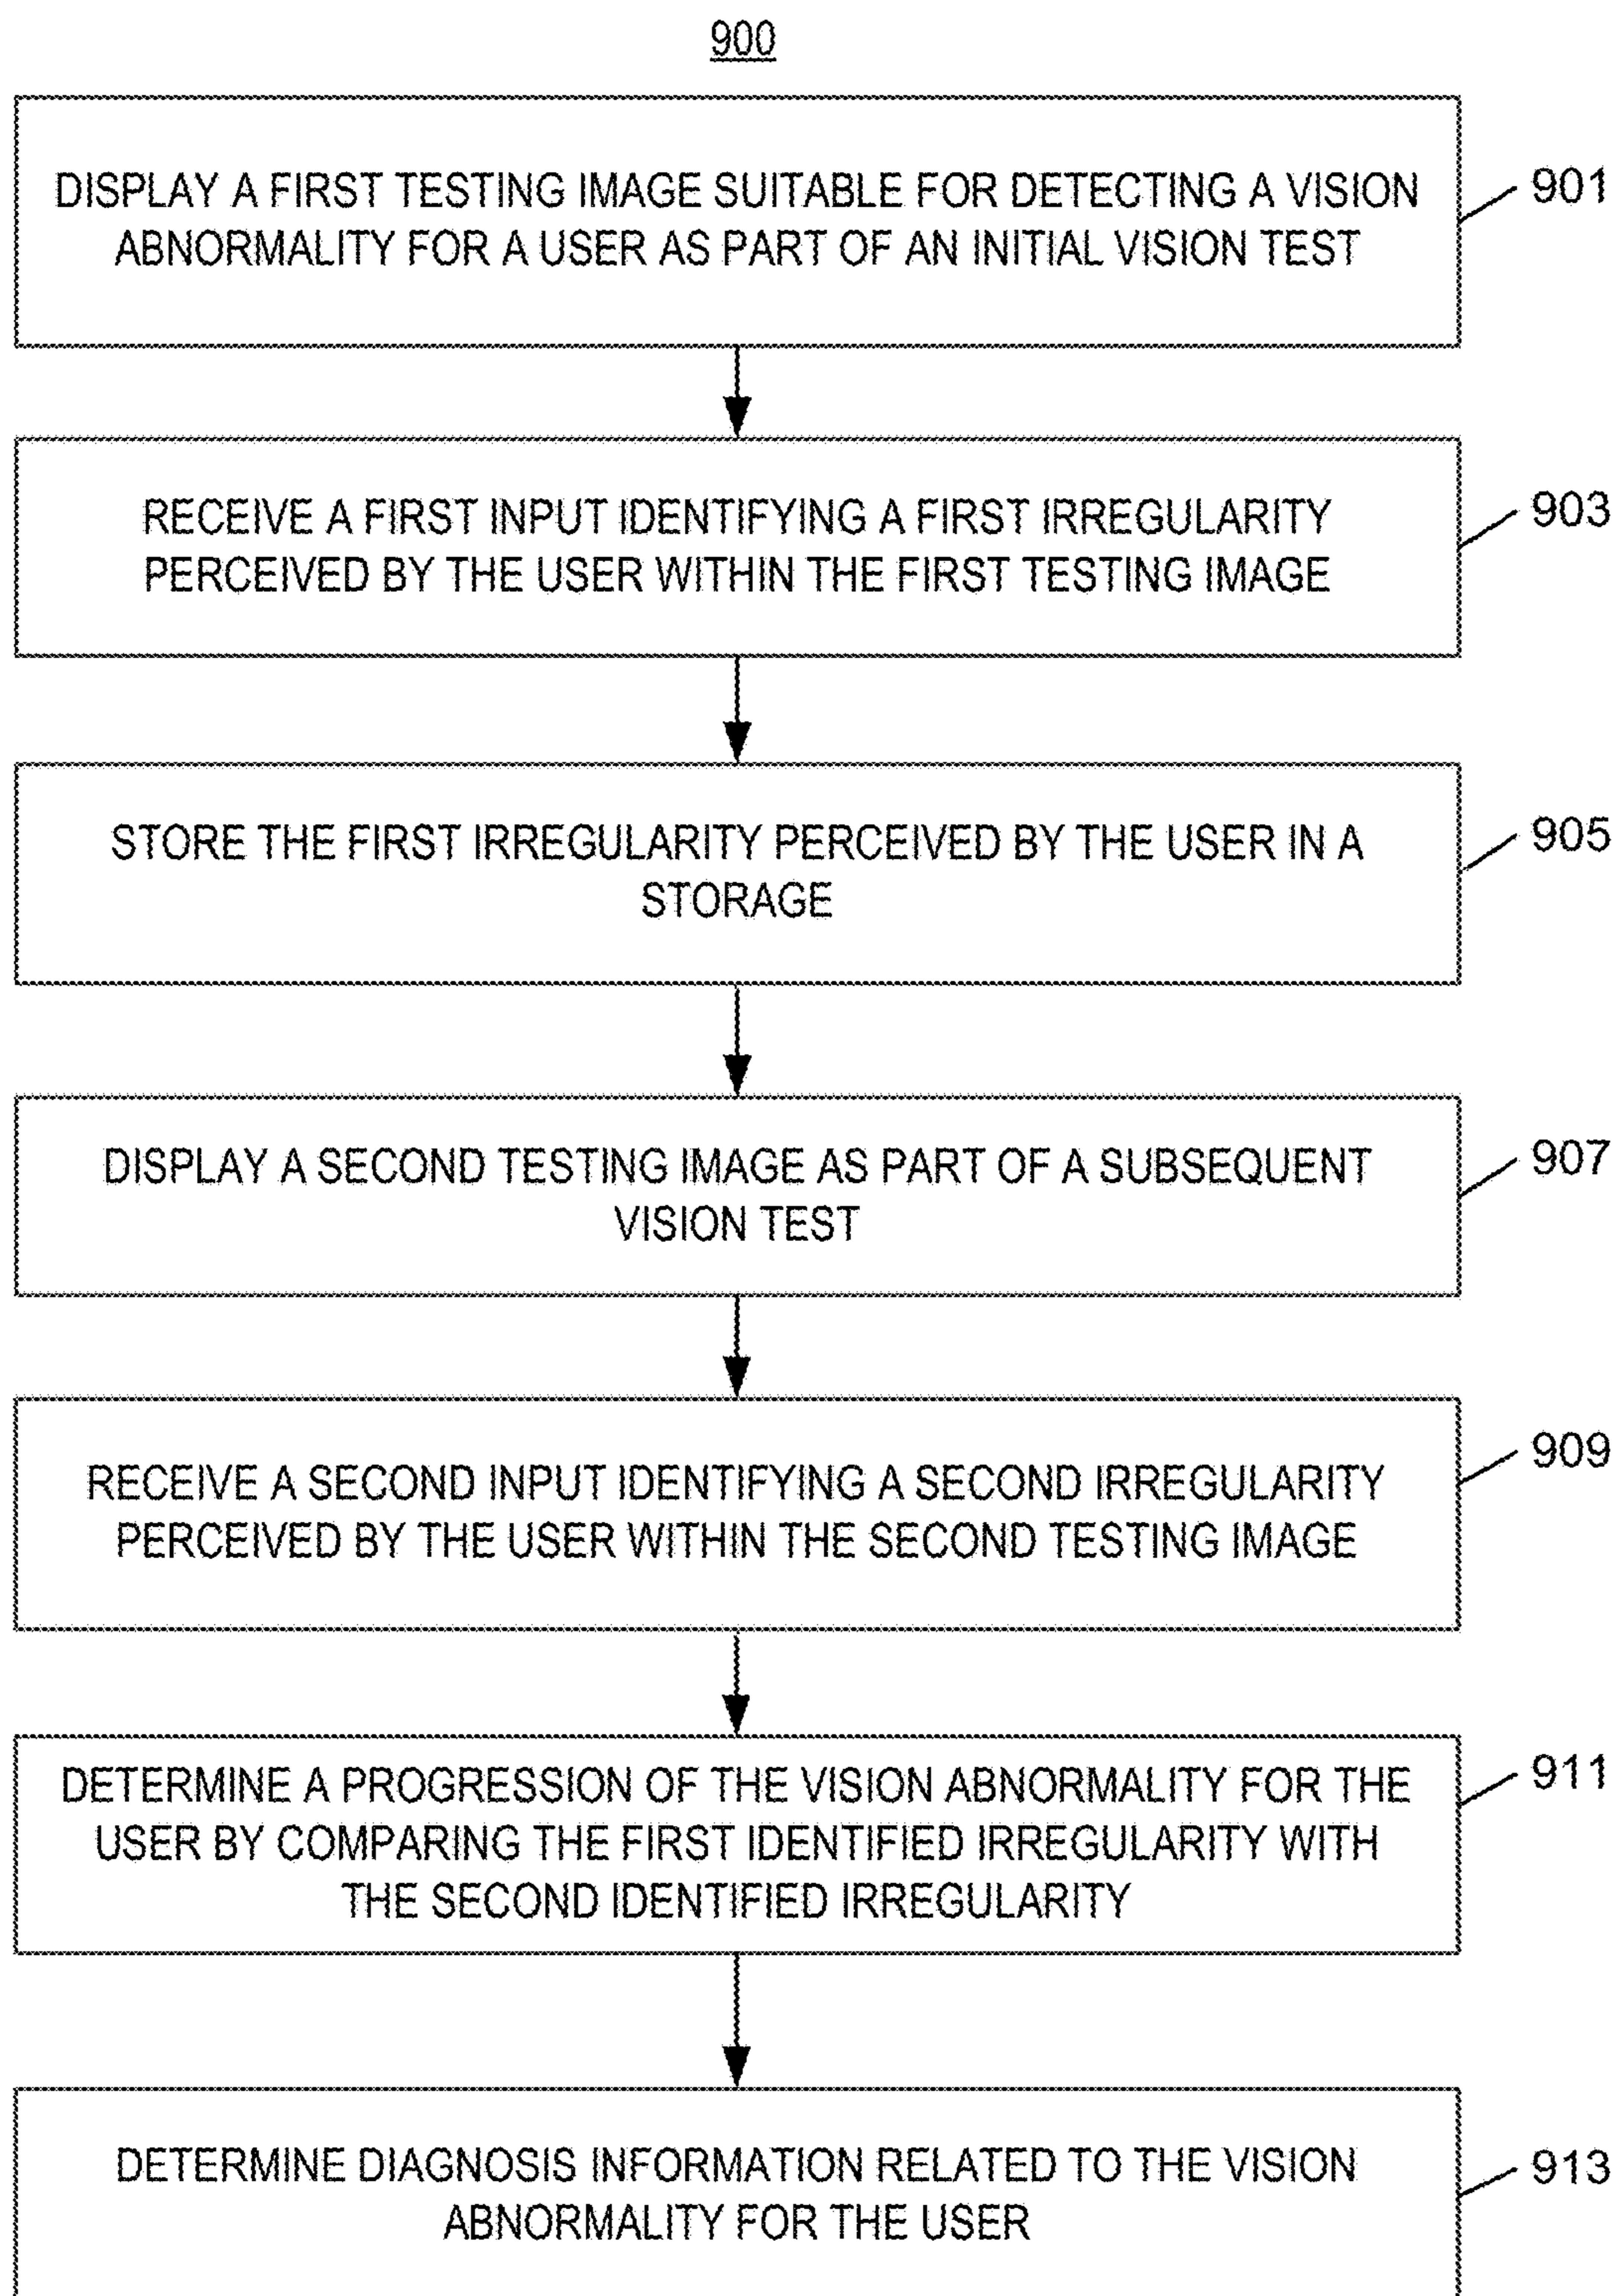 900
DISPLAY A FIRST TESTING IMAGE SUITABLE FOR DETECTING A VISION
ABNORMALITY FOR A USER AS PART OF AN INITIAL VISION TEST
901
RECEIVE A FIRST INPUT IDENTIFYING A FIRST IRREGULARITY
PERCEIVED BY THE USER WITHIN THE FIRST TESTING IMAGE
903
STORE THE FIRST IRREGULARITY PERCEIVED BY THE USER IN A
STORAGE
905
DISPLAY A SECOND TESTING IMAGE AS PART OF A SUBSEQUENT
VISION TEST
907
RECEIVE A SECOND INPUT IDENTIFYING A SECOND IRREGULARITY
PERCEIVED BY THE USER WITHIN THE SECOND TESTING IMAGE
909
DETERMINE A PROGRESSION OF THE VISION ABNORMALITY FOR THE
USER BY COMPARING THE FIRST IDENTIFIED IRREGULARITY WITH
THE SECOND IDENTIFIED IRREGULARITY
911
DETERMINE DIAGNOSIS INFORMATION RELATED TO THE VISION
ABNORMALITY FOR THE USER
913